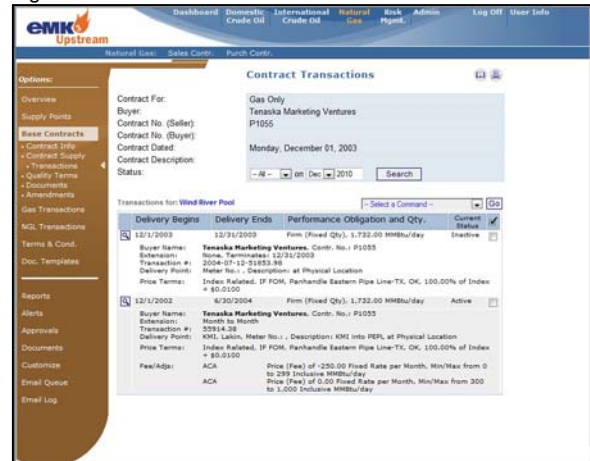 eMK
Upstream
Dashboard Domestic Crude Oil International Crude Oil Natural Gas Risk Mgmt. Admin Log Off User Info
Natural Gas: Sales Contr. Purch Contr.
Options:
Overview
Supply Points
Base Contracts
• Contract Info
• Contract Supply
• Transactions
• Quality Terms
• Documents
• Amendments
Gas Transactions
NGL Transactions
Terms & Cond.
Doc. Templates
Reports
Alerts
Approvals
Documents
Customize
Email Queue
Email Log
Contract Transactions
Contract For: Gas Only
Buyer: Tenaska Marketing Ventures
Contract No. (Seller): P1055
Contract No. (Buyer):
Contract Dated: Monday, December 01, 2003
Contract Description:
Status: -- All -- on Dec 2010 Search
Transactions for: Wind River Pool -- Select a Command -- Go
Delivery Begins Delivery Ends Performance Obligation and Qty. Current Status
12/1/2003 12/31/2003 Firm (Fixed Qty), 1,732.00 MMBtu/day Inactive
Buyer Name: Tenaska Marketing Ventures, Contr. No.: P1055
Extension: None, Terminates: 12/31/2003
Transaction #: 2004-07-12-51853.98
Delivery Point: Meter No.: , Description: at Physical Location
Price Terms: Index Related, IF FOM, Panhandle Eastern Pipe Line-TX, OK, 100.00% of Index
+ $0.0100
12/1/2002 6/30/2004 Firm (Fixed Qty), 1,732.00 MMBtu/day Active
Buyer Name: Tenaska Marketing Ventures, Contr. No.: P1055
Extension: Month to Month
Transaction #: 55914.38
Delivery Point: KMI, Lakin, Meter No.: , Description: KMI into PEPL at Physical Location
Price Terms: Index Related, IF FOM, Panhandle Eastern Pipe Line-TX, OK, 100.00% of Index
+ $0.0100
Fee/Adjs: ACA Price (Fee) of -250.00 Fixed Rate per Month, Min/Max from 0
to 299 Inclusive MMBtu/day
ACA Price (Fee) of 0.00 Fixed Rate per Month, Min/Max from 300
to 1,000 Inclusive MMBtu/day